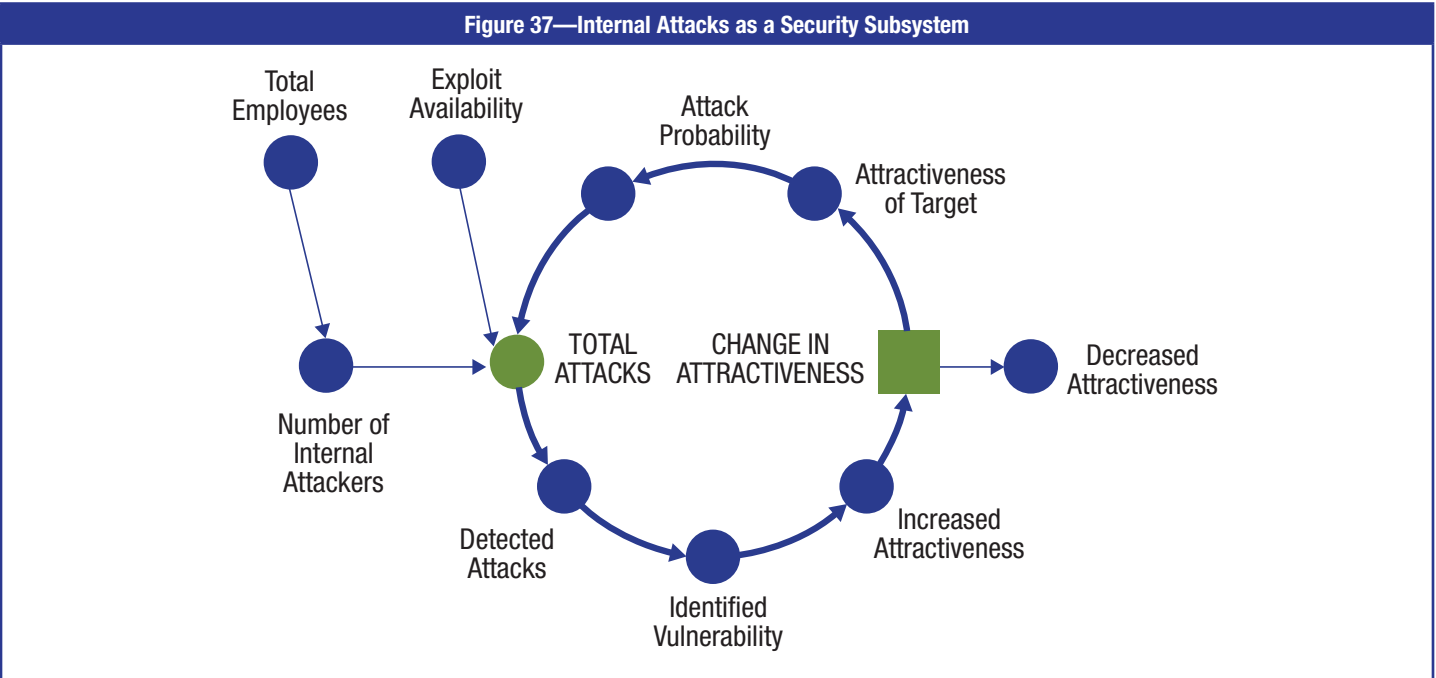 Figure 37—Internal Attacks as a Security Subsystem
Total
Employees
Exploit
Availability
Attack
Probability
Attractiveness
of Target
TOTAL
ATTACKS
CHANGE IN
ATTRACTIVENESS
Decreased
Attractiveness
Number of
Internal
Attackers
Detected
Attacks
Identified
Vulnerability
Increased
Attractiveness